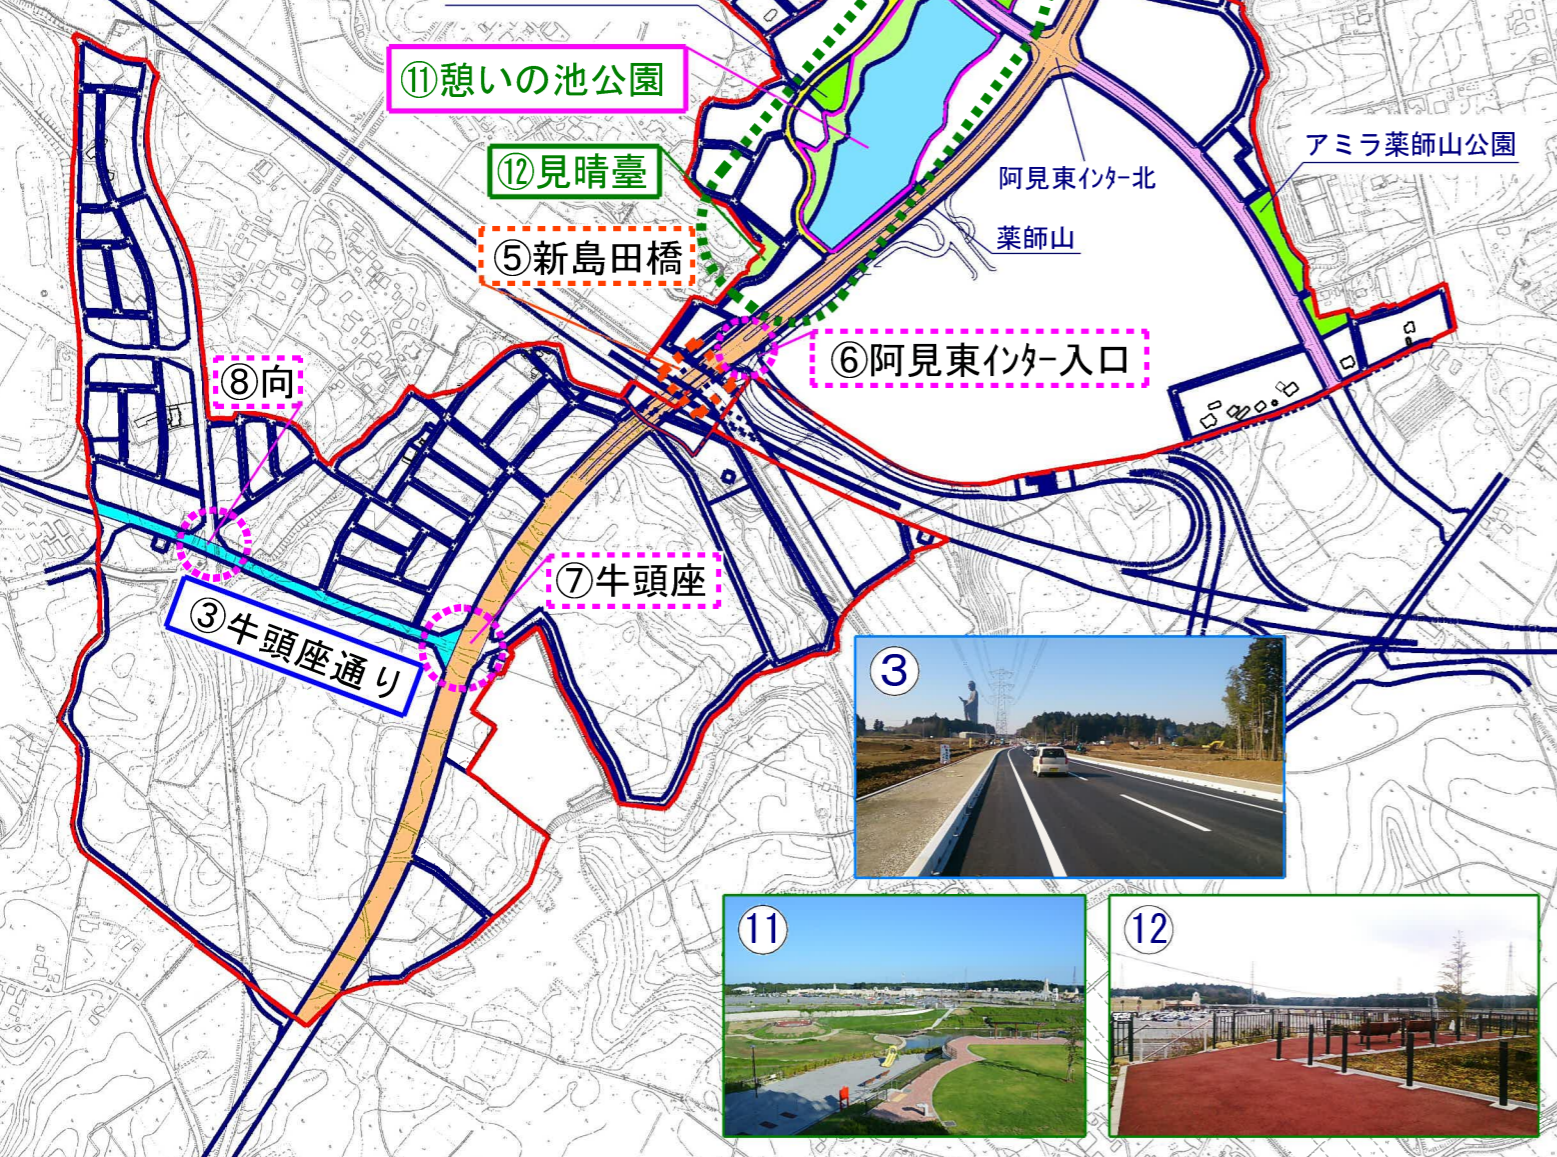 ⑪憩いの池公園
アミラ薬師山公園
⑫見晴臺
阿見東インター北
薬師山
⑤新島田橋
⑥阿見東インター入口
⑧向
⑦牛頭座
③牛頭座通り
③
⑪
⑫